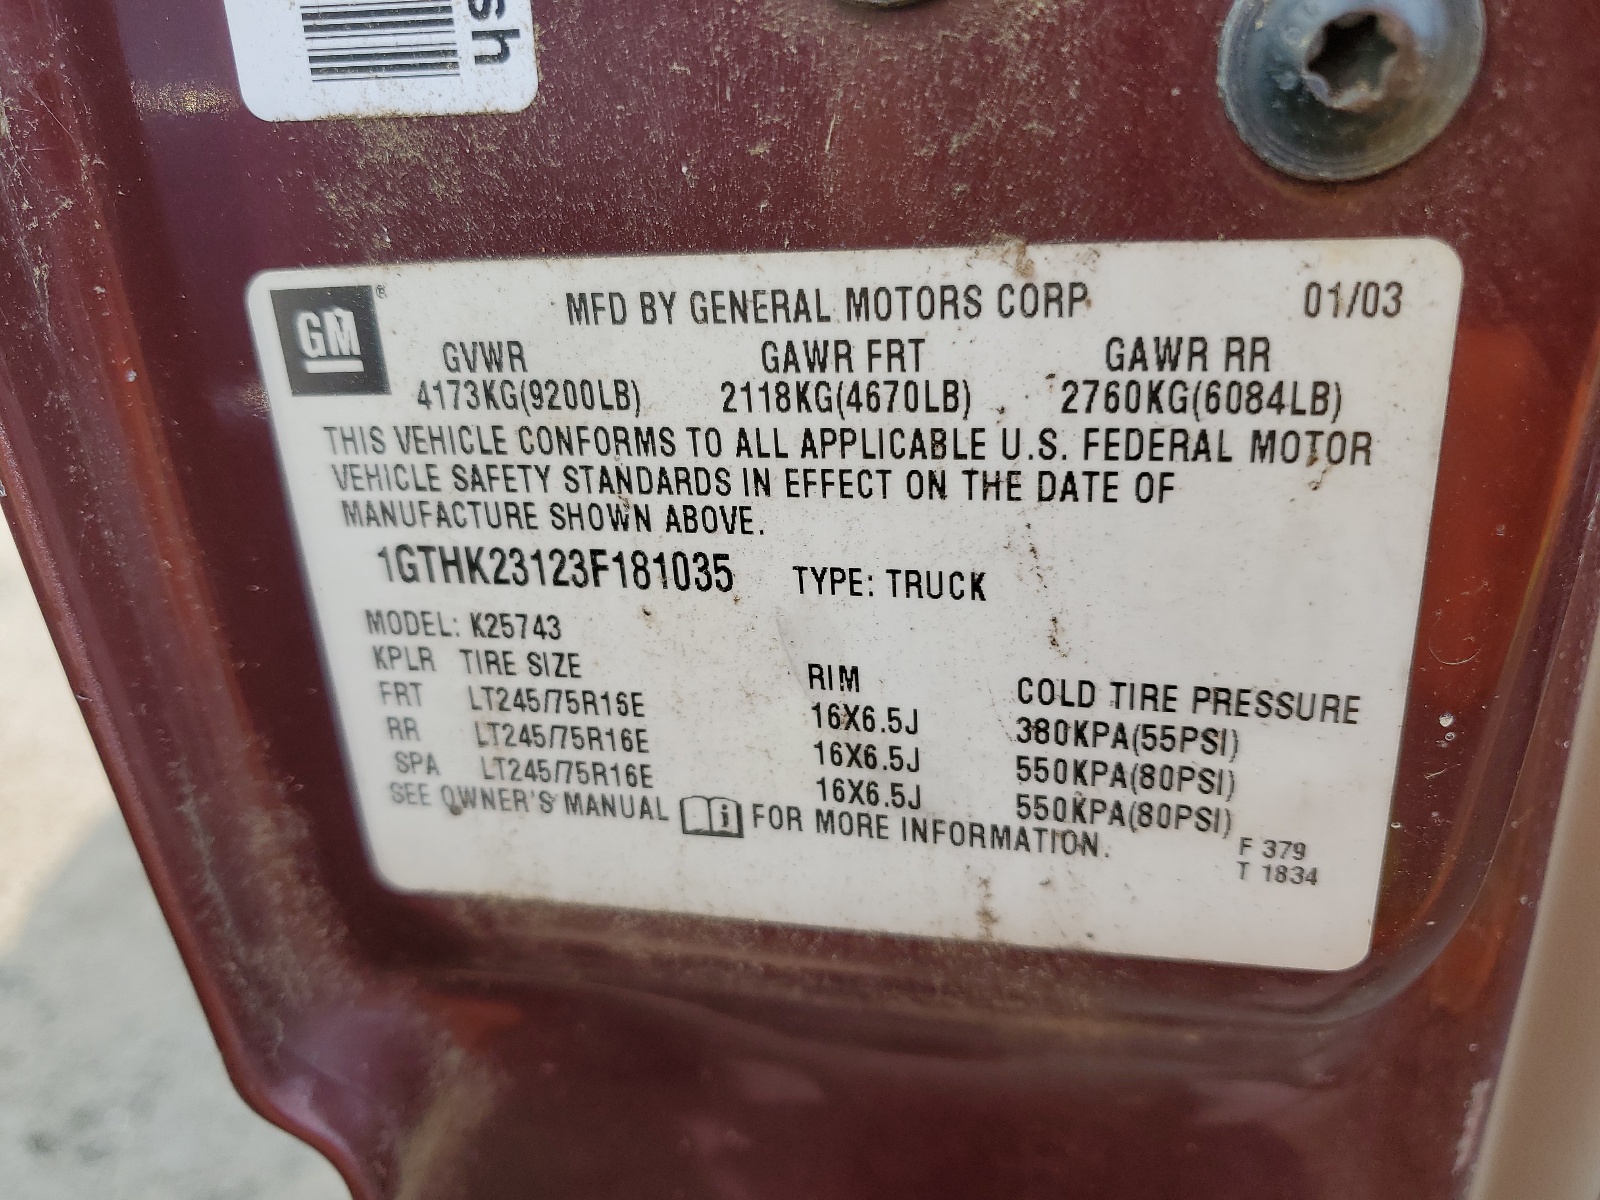 sh
GM®
MFD BY GENERAL MOTORS CORP 01/03
GVWR GAWR FRT GAWR RR
4173KG(9200LB) 2118KG(4670LB) 2760KG(6084LB)
THIS VEHICLE CONFORMS TO ALL APPLICABLE U.S. FEDERAL MOTOR
VEHICLE SAFETY STANDARDS IN EFFECT ON THE DATE OF
MANUFACTURE SHOWN ABOVE.
1GTHK23123F181035 TYPE: TRUCK
MODEL: K25743
KPLR TIRE SIZE RIM COLD TIRE PRESSURE
FRT LT245/75R16E 16X6.5J 380KPA(55PSI)
RR LT245/75R16E 16X6.5J 550KPA(80PSI)
SPA LT245/75R16E 16X6.5J 550KPA(80PSI)
SEE OWNER'S MANUAL i FOR MORE INFORMATION.
F 379
T 1834